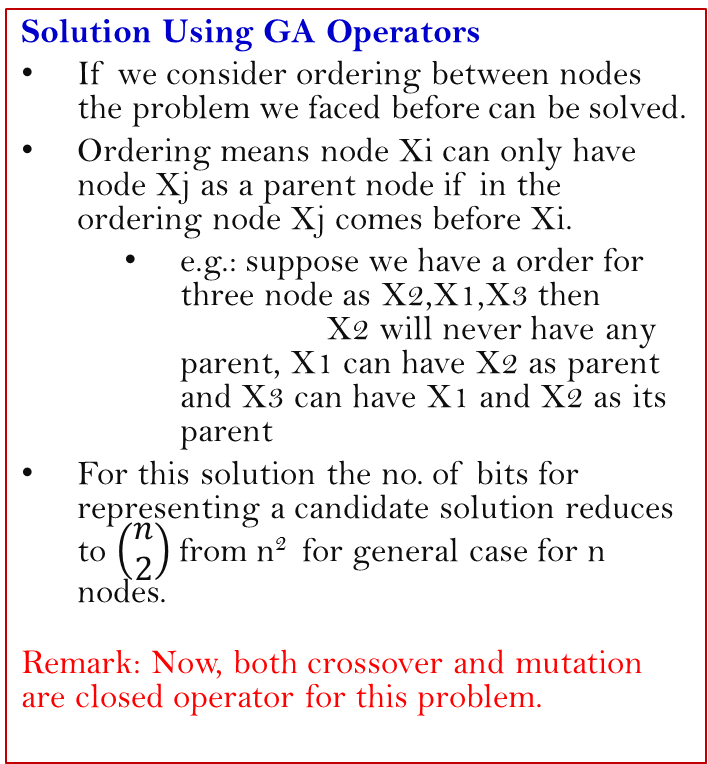 Solution Using GA Operators
• If we consider ordering between nodes
the problem we faced before can be solved.
• Ordering means node Xi can only have
node Xj as a parent node if in the
ordering node Xj comes before Xi.
• e.g.: suppose we have a order for
three node as X2,X1,X3 then
X2 will never have any
parent, X1 can have X2 as parent
and X3 can have X1 and X2 as its
parent
• For this solution the no. of bits for
representing a candidate solution reduces
to (n 2) from n² for general case for n
nodes.
Remark: Now, both crossover and mutation
are closed operator for this problem.